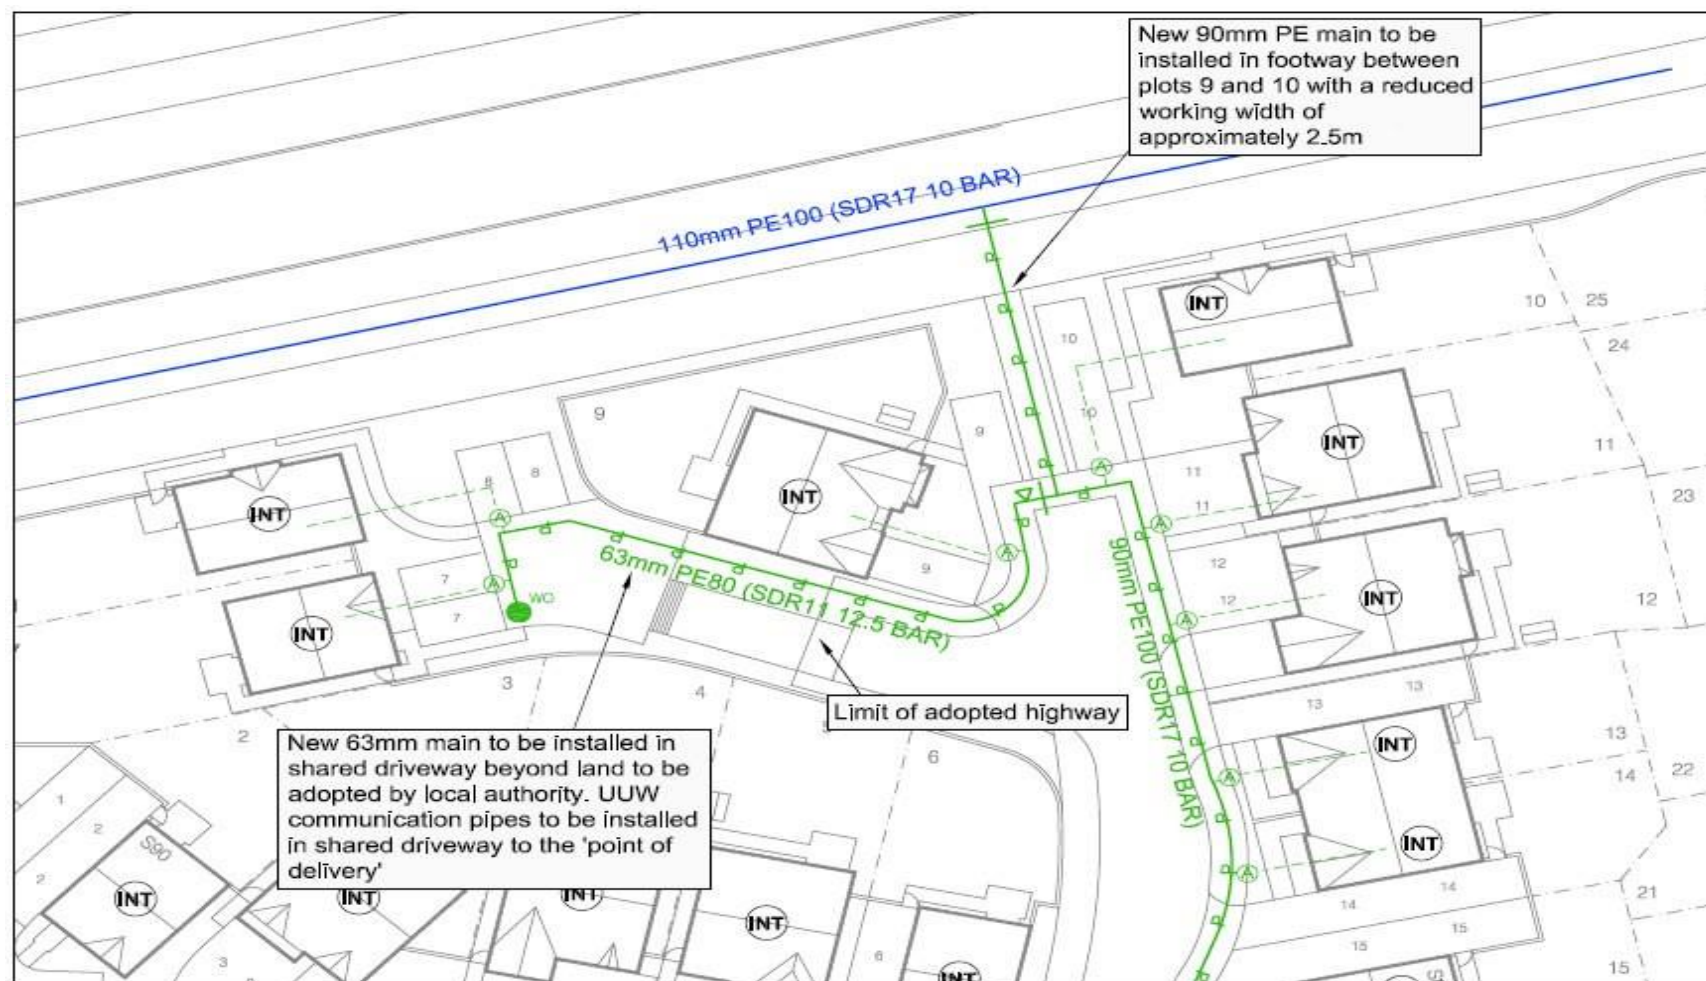 New 90mm PE main to be
installed in footway between
plots 9 and 10 with a reduced
working width of
approximately 2.5m
110mm PE100 (SDR17 10 BAR)
INT
10
25
10
24
9
10
INT
11
9
INT
8
8
INT
A
11
11
23
INT
A
A
A
63mm PE80 (SDR11 12.5 BAR)
9
12
12
INT
12
7
7
A
WO
A
90mm PE100 (SDR17 10 BAR)
INT
3
4
13
13
Limit of adopted highway
2
6
INT
13
14
22
New 63mm main to be installed in
shared driveway beyond land to be
adopted by local authority. UUW
communication pipes to be installed
in shared driveway to the 'point of
delivery'
A
1
2
S90
INT
A
14
14
21
2
INT
INT
INT
INT
15
15
3
6
INT
15